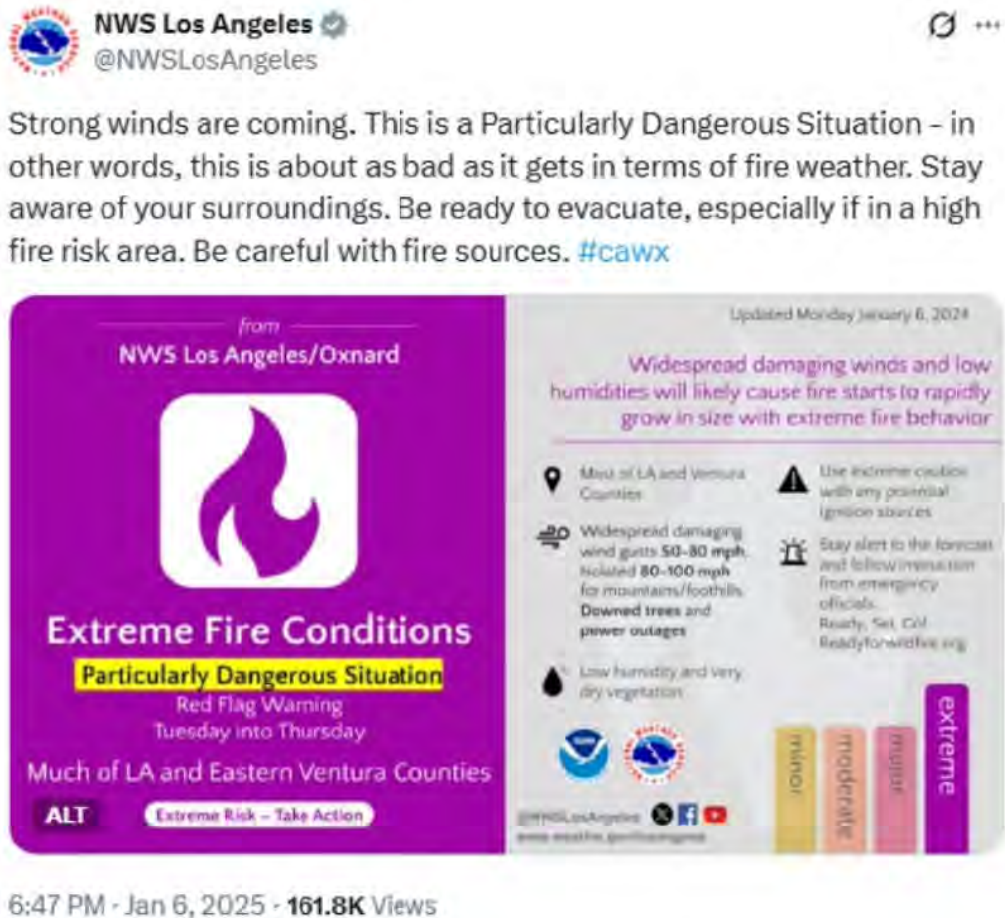 NWS Los Angeles
@NWSLosAngeles
Strong winds are coming. This is a Particularly Dangerous Situation – in
other words, this is about as bad as it gets in terms of fire weather. Stay
aware of your surroundings. Be ready to evacuate, especially if in a high
fire risk area. Be careful with fire sources. #cawx
from
NWS Los Angeles/Oxnard
Extreme Fire Conditions
Particularly Dangerous Situation
Red Flag Warning
Tuesday into Thursday
Much of LA and Eastern Ventura Counties
ALT
Extreme Risk – Take Action
Updated Monday January 6, 2024
Widespread damaging winds and low
humidities will likely cause fire starts to rapidly
grow in size with extreme fire behavior
Most of LA and Ventura
Counties
Widespread damaging
wind gusts 50-80 mph.
Isolated 80-100 mph
for mountains/foothills.
Downed trees and
power outages
Low humidity and very
dry vegetation
Use extreme caution
with any potential
ignition sources
Stay alert to the forecast
and follow
from emergency
officials.
Ready, Set, Go!
Readyforwildfire.org
@NWSLosAngeles
minor
moderate
major
extreme
6:47 PM · Jan 6, 2025 · 161.8K Views